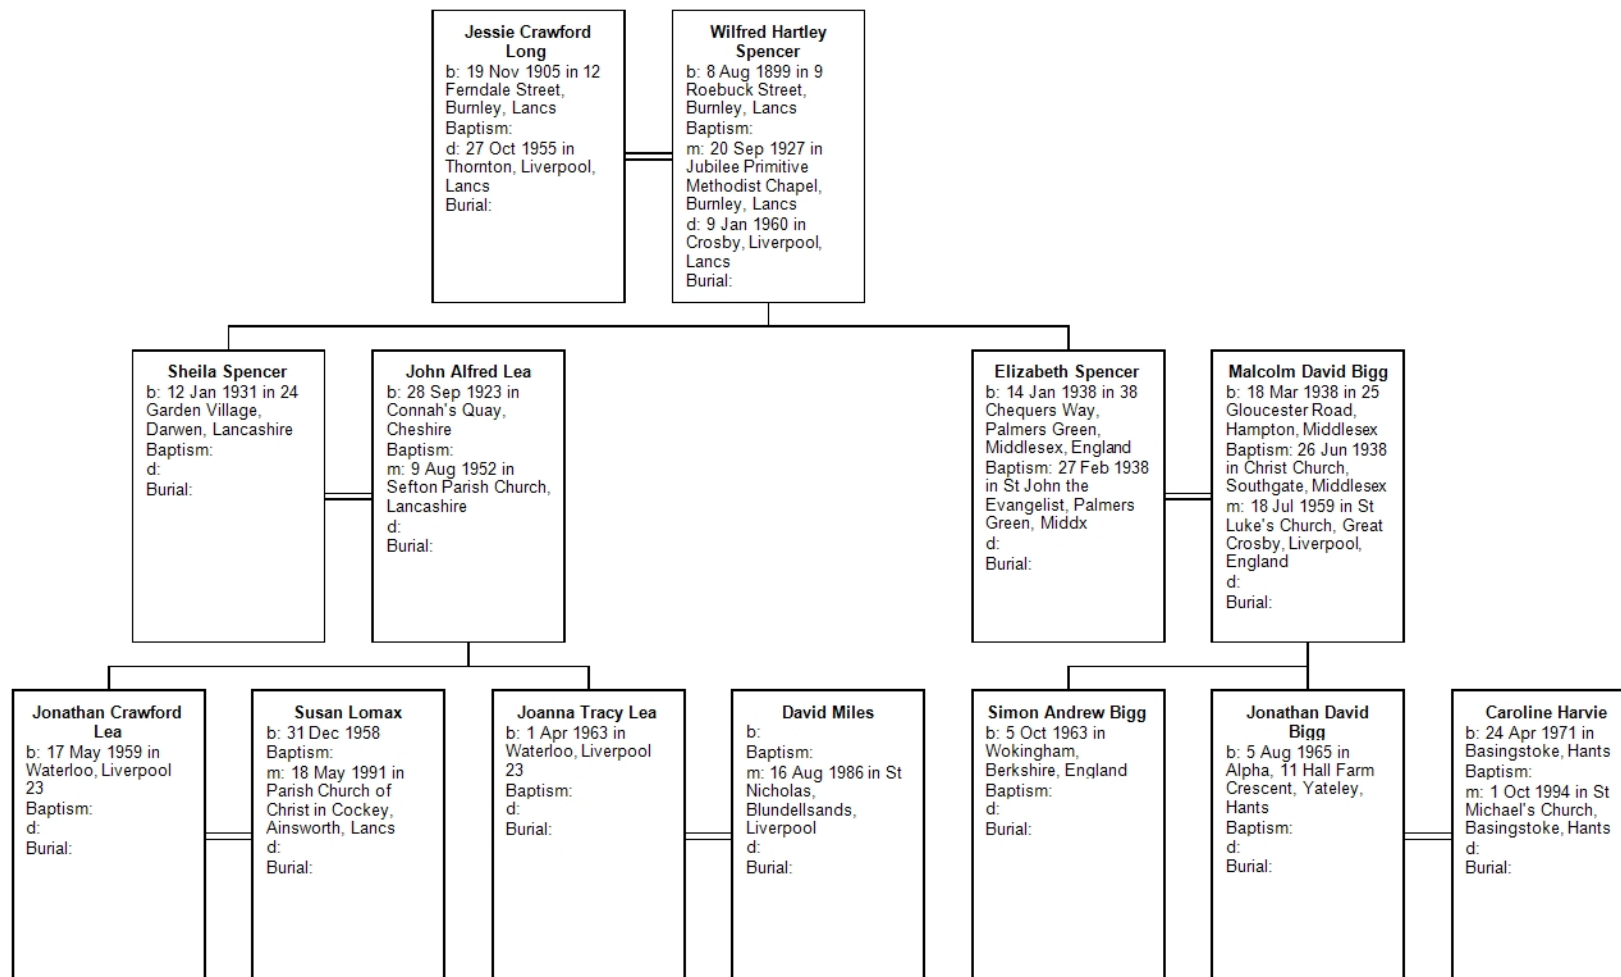 Jessie Crawford
Long
b: 19 Nov 1905 in 12
Ferndale Street,
Burnley, Lancs
Baptism:
d: 27 Oct 1955 in
Thornton, Liverpool,
Lancs
Burial:
Wilfred Hartley
Spencer
b: 8 Aug 1899 in 9
Roebuck Street,
Burnley, Lancs
Baptism:
m: 20 Sep 1927 in
Jubilee Primitive
Methodist Chapel,
Burnley, Lancs
d: 9 Jan 1960 in
Crosby, Liverpool,
Lancs
Burial:
Sheila Spencer
b: 12 Jan 1931 in 24
Garden Village,
Darwen, Lancashire
Baptism:
d:
Burial:
John Alfred Lea
b: 28 Sep 1923 in
Connah's Quay,
Cheshire
Baptism:
m: 9 Aug 1952 in
Sefton Parish Church,
Lancashire
d:
Burial:
Elizabeth Spencer
b: 14 Jan 1938 in 38
Chequers Way,
Palmers Green,
Middlesex, England
Baptism: 27 Feb 1938
in St John the
Evangelist, Palmers
Green, Middx
d:
Burial:
Malcolm David Bigg
b: 18 Mar 1938 in 25
Gloucester Road,
Hampton, Middlesex
Baptism: 26 Jun 1938
in Christ Church,
Southgate, Middlesex
m: 18 Jul 1959 in St
Luke's Church, Great
Crosby, Liverpool,
England
d:
Burial:
Jonathan Crawford
Lea
b: 17 May 1959 in
Waterloo, Liverpool
23
Baptism:
d:
Burial:
Susan Lomax
b: 31 Dec 1958
Baptism:
m: 18 May 1991 in
Parish Church of
Christ in Cockey,
Ainsworth, Lancs
d:
Burial:
Joanna Tracy Lea
b: 1 Apr 1963 in
Waterloo, Liverpool
23
Baptism:
d:
Burial:
David Miles
b:
Baptism:
m: 16 Aug 1986 in St
Nicholas,
Blundellsands,
Liverpool
d:
Burial:
Simon Andrew Bigg
b: 5 Oct 1963 in
Wokingham,
Berkshire, England
Baptism:
d:
Burial:
Jonathan David
Bigg
b: 5 Aug 1965 in
Alpha, 11 Hall Farm
Crescent, Yateley,
Hants
Baptism:
d:
Burial:
Caroline Harvie
b: 24 Apr 1971 in
Basingstoke, Hants
Baptism:
m: 1 Oct 1994 in St
Michael's Church,
Basingstoke, Hants
d:
Burial: